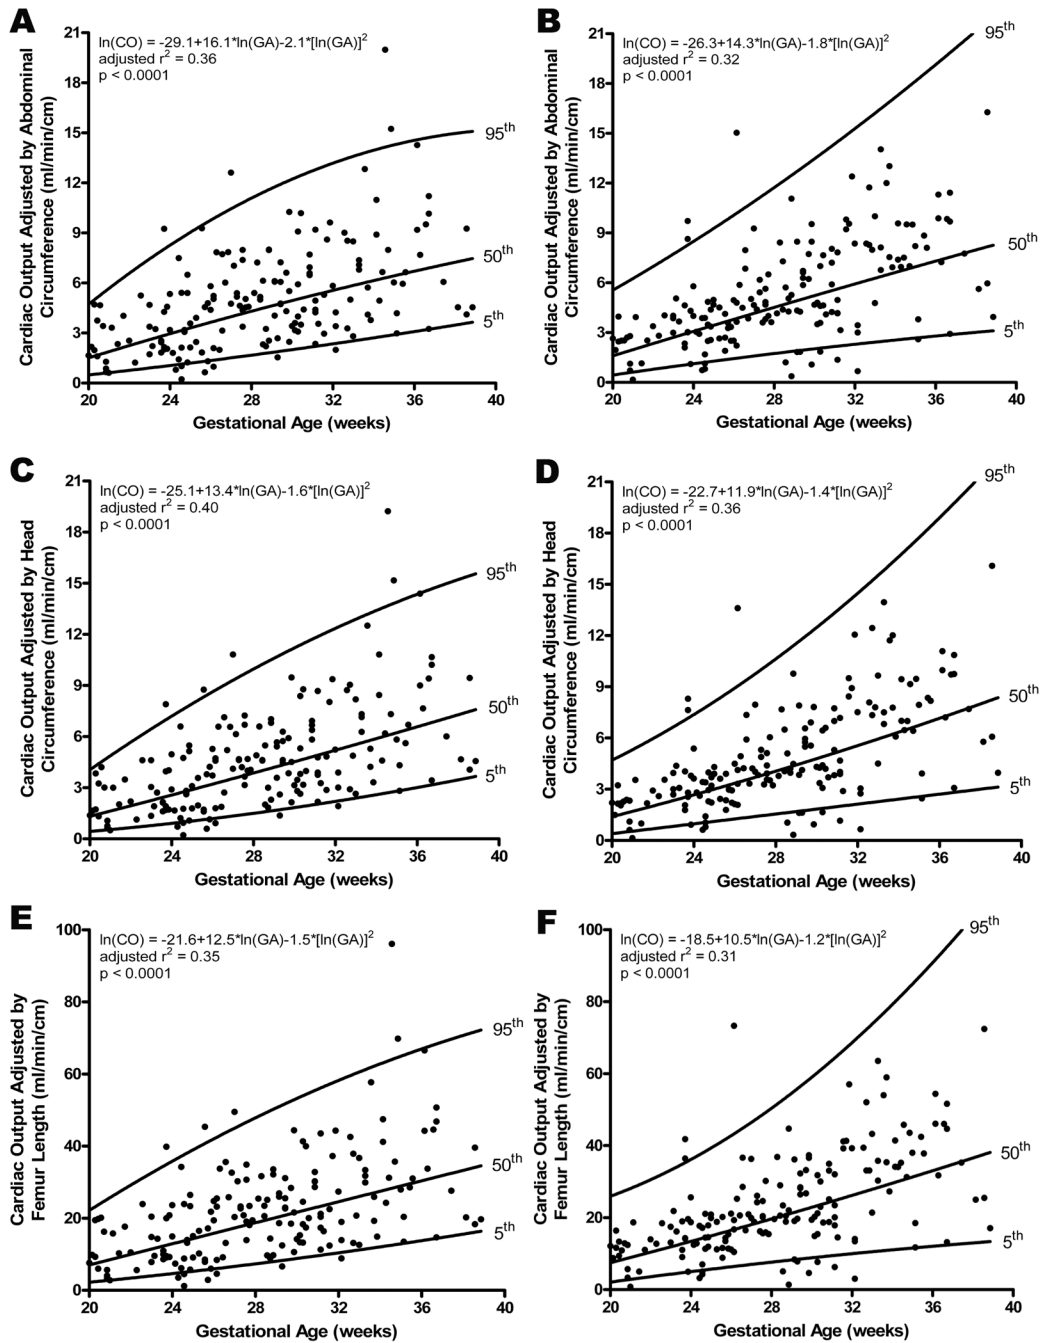 A
ln(CO) = -29.1+16.1*ln(GA)-2.1*[ln(GA)]²
adjusted r² = 0.36
p < 0.0001
Cardiac Output Adjusted by Abdominal
Circumference (ml/min/cm)
21
18
15
12
9
6
3
0
95th
50th
5th
20 24 28 32 36 40
Gestational Age (weeks)
B
ln(CO) = -26.3+14.3*ln(GA)-1.8*[ln(GA)]²
adjusted r² = 0.32
p < 0.0001
Cardiac Output Adjusted by Abdominal
Circumference (ml/min/cm)
21
18
15
12
9
6
3
0
95th
50th
5th
20 24 28 32 36 40
Gestational Age (weeks)
C
ln(CO) = -25.1+13.4*ln(GA)-1.6*[ln(GA)]²
adjusted r² = 0.40
p < 0.0001
Cardiac Output Adjusted by Head
Circumference (ml/min/cm)
21
18
15
12
9
6
3
0
95th
50th
5th
20 24 28 32 36 40
Gestational Age (weeks)
D
ln(CO) = -22.7+11.9*ln(GA)-1.4*[ln(GA)]²
adjusted r² = 0.36
p < 0.0001
Cardiac Output Adjusted by Head
Circumference (ml/min/cm)
21
18
15
12
9
6
3
0
95th
50th
5th
20 24 28 32 36 40
Gestational Age (weeks)
E
ln(CO) = -21.6+12.5*ln(GA)-1.5*[ln(GA)]²
adjusted r² = 0.35
p < 0.0001
Cardiac Output Adjusted by
Femur Length (ml/min/cm)
100
80
60
40
20
0
95th
50th
5th
20 24 28 32 36 40
Gestational Age (weeks)
F
ln(CO) = -18.5+10.5*ln(GA)-1.2*[ln(GA)]²
adjusted r² = 0.31
p < 0.0001
Cardiac Output Adjusted by
Femur Length (ml/min/cm)
100
80
60
40
20
0
95th
50th
5th
20 24 28 32 36 40
Gestational Age (weeks)